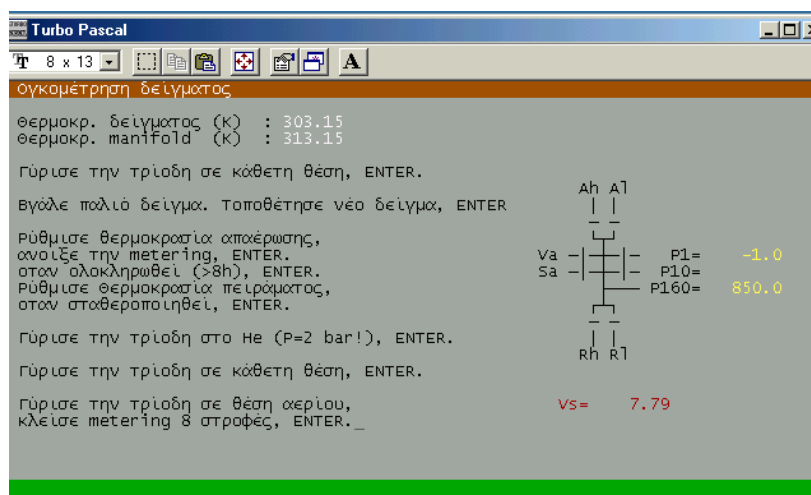 Turbo Pascal
8 x 13
A
Ογκομέτρηση δείγματος
Θερμοκρ. δείγματος (K) : 303.15
Θερμοκρ. manifold (K) : 313.15
Γύρισε την τρίοδη σε κάθετη θέση, ENTER.
Βγάλε παλιό δείγμα. Τοποθέτησε νέο δείγμα, ENTER
Ρύθμισε θερμοκρασία απαέρωσης,
ανοιξε την metering, ENTER.
οταν ολοκληρωθεί (>8h), ENTER.
Ρύθμισε Θερμοκρασία πειράματος,
οταν σταθεροποιηθεί, ENTER.
Γύρισε την τρίοδη στο He (P=2 bar!), ENTER.
Γύρισε την τρίοδη σε κάθετη θέση, ENTER.
Γύρισε την τρίοδη σε θέση αερίου,
κλείσε metering 8 στροφές, ENTER._
Ah Al
Va P1= -1.0
Sa P10=
P160= 850.0
Rh Rl
Vs= 7.79